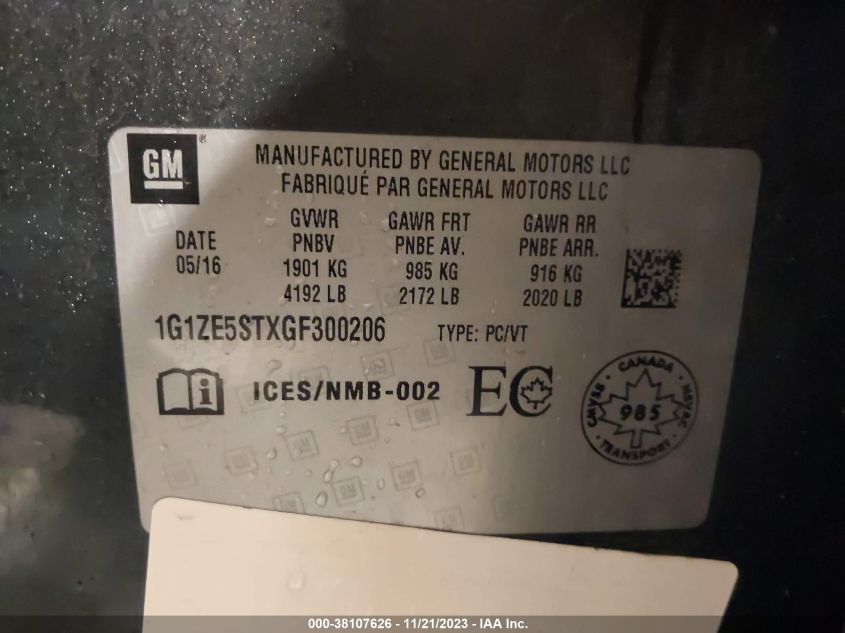 GM ® MANUFACTURED BY GENERAL MOTORS LLC
FABRIQUÉ PAR GENERAL MOTORS LLC
DATE
05/16
GVWR
PNBV
1901 KG
4192 LB
GAWR FRT
PNBE AV.
985 KG
2172 LB
GAWR RR
PNBE ARR.
916 KG
2020 LB
1G1ZE5STXGF300206 TYPE: PC/VT
i ICES/NMB-002 EC
CANADA
CMVSS 985 NSVAC
TRANSPORT
000-38107626 - 11/21/2023 - IAA Inc.